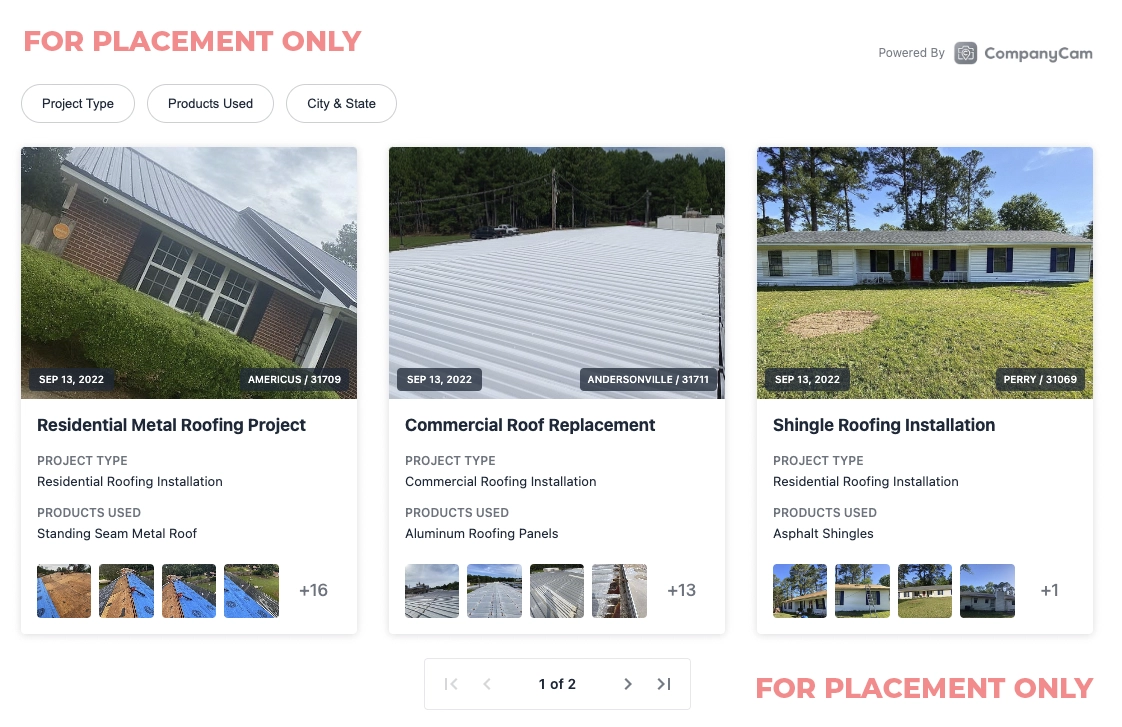 FOR PLACEMENT ONLY
Powered By CompanyCam
Project Type
Products Used
City & State
SEP 13, 2022
AMERICUS / 31709
SEP 13, 2022
ANDERSONVILLE / 31711
SEP 13, 2022
PERRY / 31069
Residential Metal Roofing Project
PROJECT TYPE
Residential Roofing Installation
PRODUCTS USED
Standing Seam Metal Roof
+16
Commercial Roof Replacement
PROJECT TYPE
Commercial Roofing Installation
PRODUCTS USED
Aluminum Roofing Panels
+13
Shingle Roofing Installation
PROJECT TYPE
Residential Roofing Installation
PRODUCTS USED
Asphalt Shingles
+1
1 of 2
FOR PLACEMENT ONLY